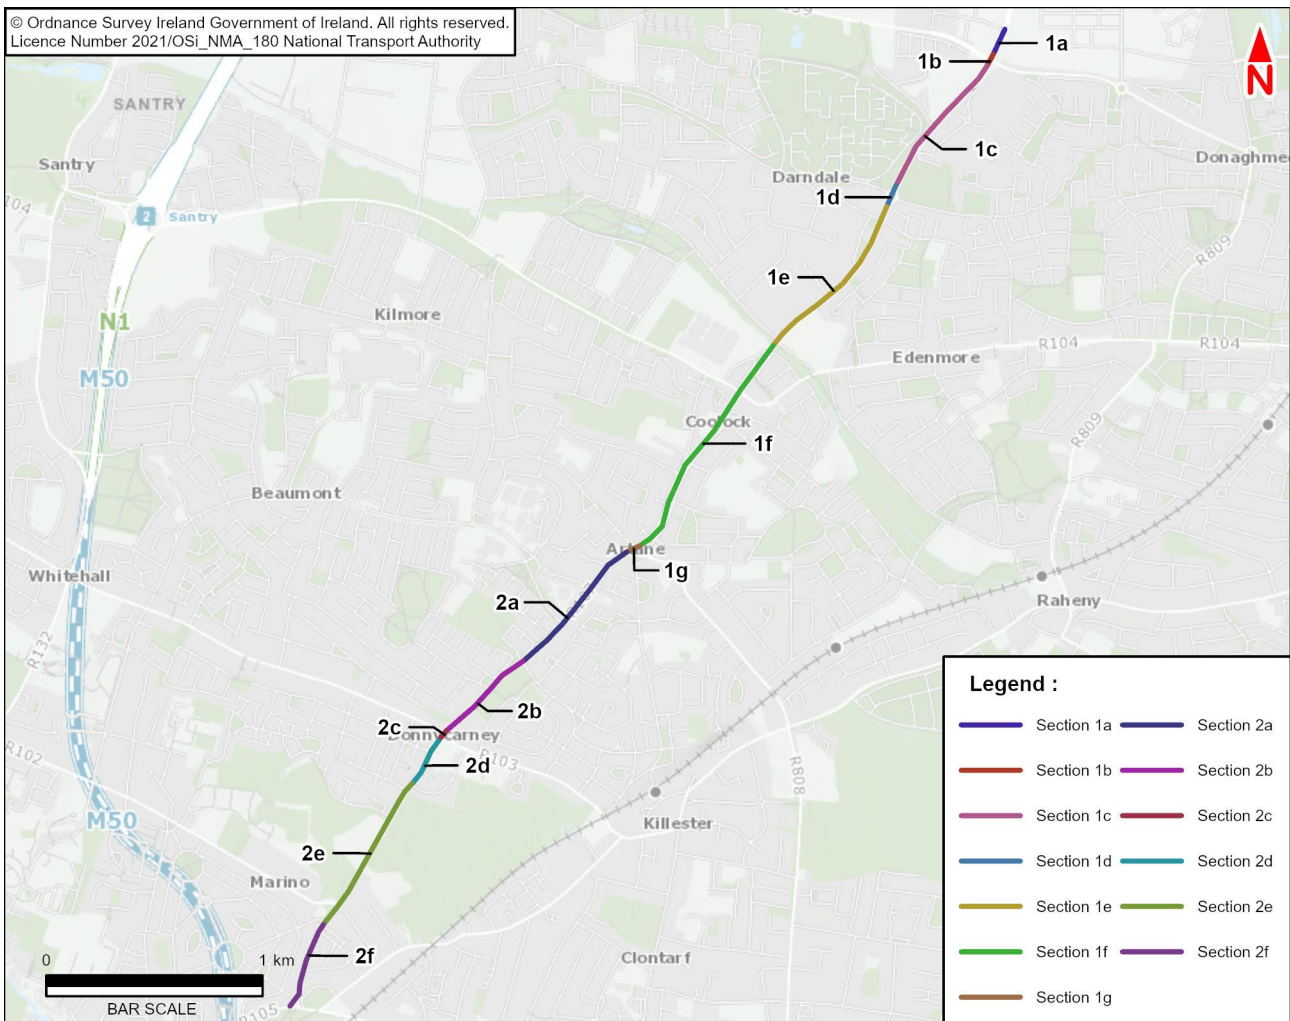 © Ordnance Survey Ireland Government of Ireland. All rights reserved.
Licence Number 2021/OSi_NMA_180 National Transport Authority
N
1a
1b
SANTRY
1c
Santry
Donaghme
Darndale
1d
104
2 Santry
R809
1e
Kilmore
N1
R104
R104
Edenmore
M50
Coolock
R809
1f
Beaumont
Artane
1g
Whitehall
2a
Raheny
R132
Legend :
2b
2c
Donnycarney
R102
R103
2d
R808
M50
Killester
2e
Marino
2f
Clontarf
0 1 km
BAR SCALE
R105
Section 1a Section 2a
Section 1b Section 2b
Section 1c Section 2c
Section 1d Section 2d
Section 1e Section 2e
Section 1f Section 2f
Section 1g